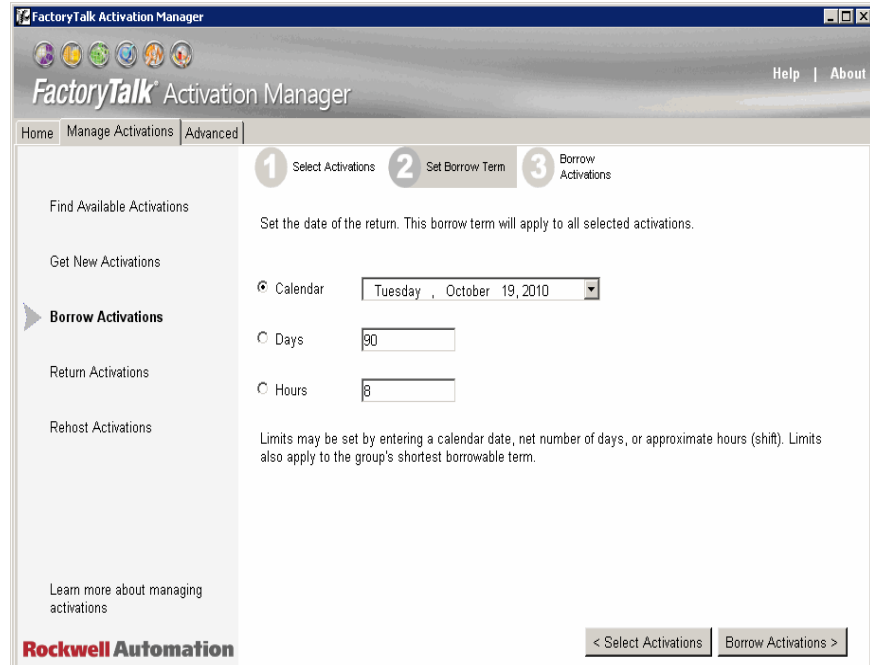 FactoryTalk Activation Manager
FactoryTalk® Activation Manager
Help | About
Home Manage Activations Advanced
1 Select Activations 2 Set Borrow Term 3 Borrow
Activations
Find Available Activations
Get New Activations
Borrow Activations
Return Activations
Rehost Activations
Learn more about managing
activations
Rockwell Automation
Set the date of the return. This borrow term will apply to all selected activations.
Calendar Tuesday , October 19, 2010
Days 90
Hours 8
Limits may be set by entering a calendar date, net number of days, or approximate hours (shift). Limits
also apply to the group's shortest borrowable term.
< Select Activations Borrow Activations >